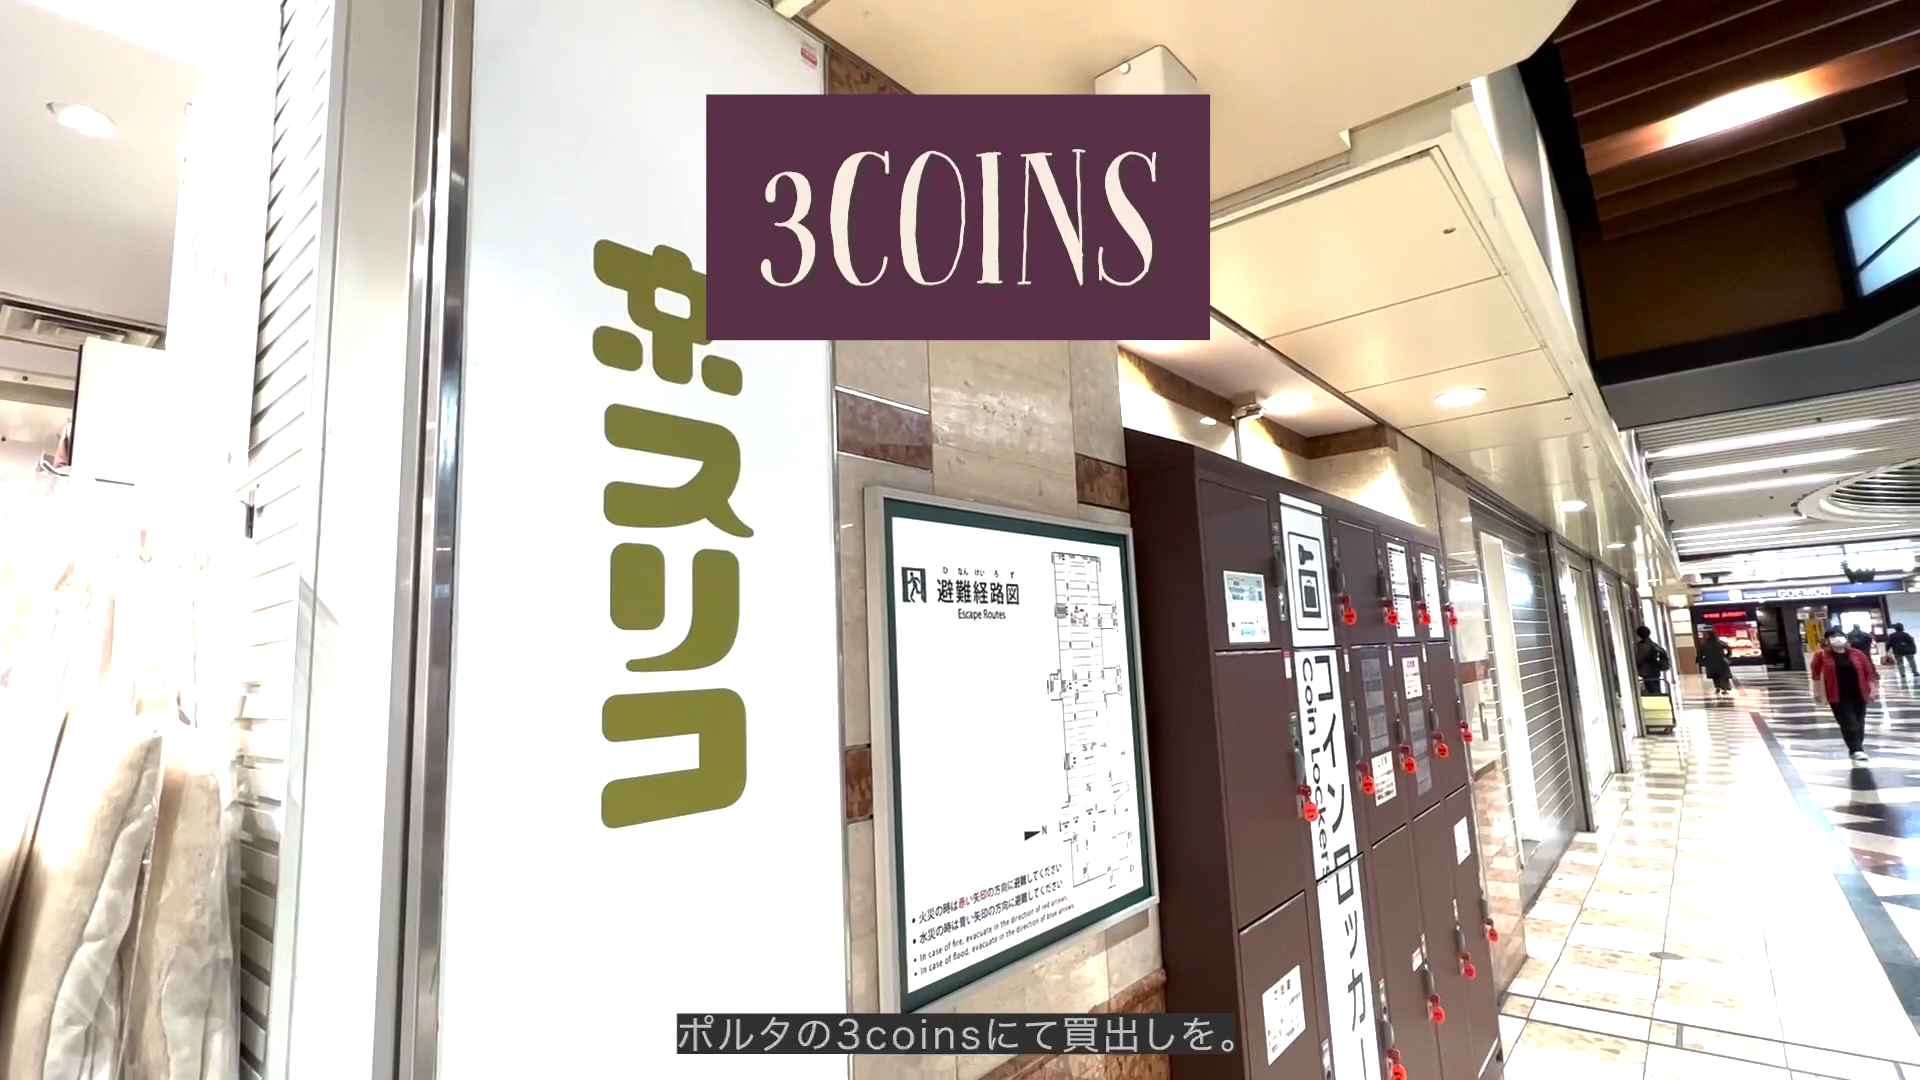 3COINS
京スリコ
ひなんけいろず
避難経路図
Escape Routes
N
• 火災の時は赤い矢印の方向に避難してください
• 水災の時は青い矢印の方向に避難してください
• In case of fire, evacuate in the direction of red arrows.
• In case of flood, evacuate in the direction of blue arrows.
コインロッカー
Coin Lockers
ポルタの3coinsにて買出しを。